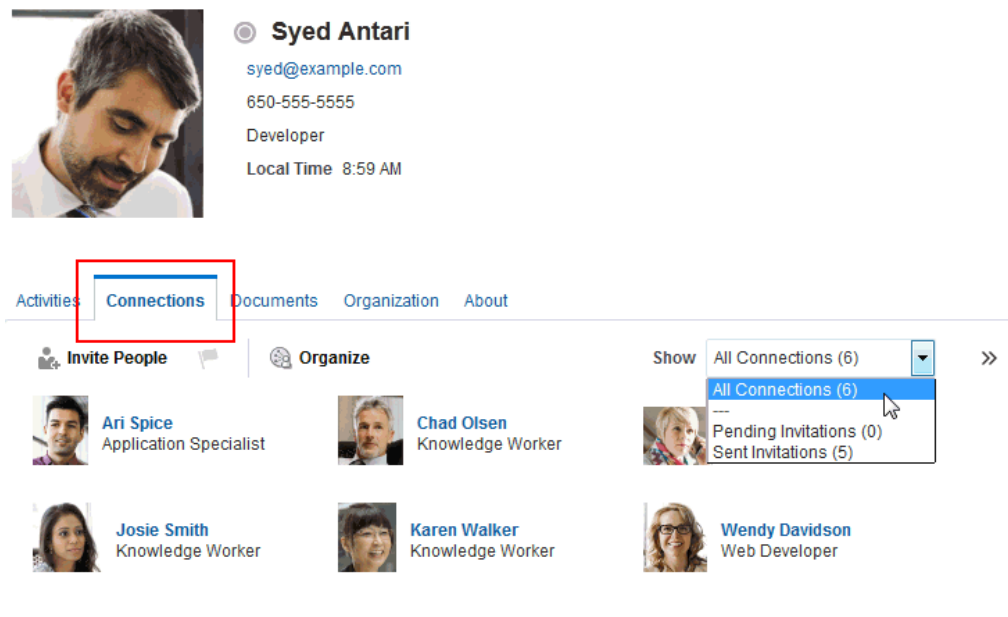 Syed Antari
syed@example.com
650-555-5555
Developer
Local Time 8:59 AM
Activities Connections Documents Organization About
Invite People Organize Show All Connections (6)
All Connections (6)
---
Pending Invitations (0)
Sent Invitations (5)
Ari Spice
Application Specialist
Chad Olsen
Knowledge Worker
Josie Smith
Knowledge Worker
Karen Walker
Knowledge Worker
Wendy Davidson
Web Developer